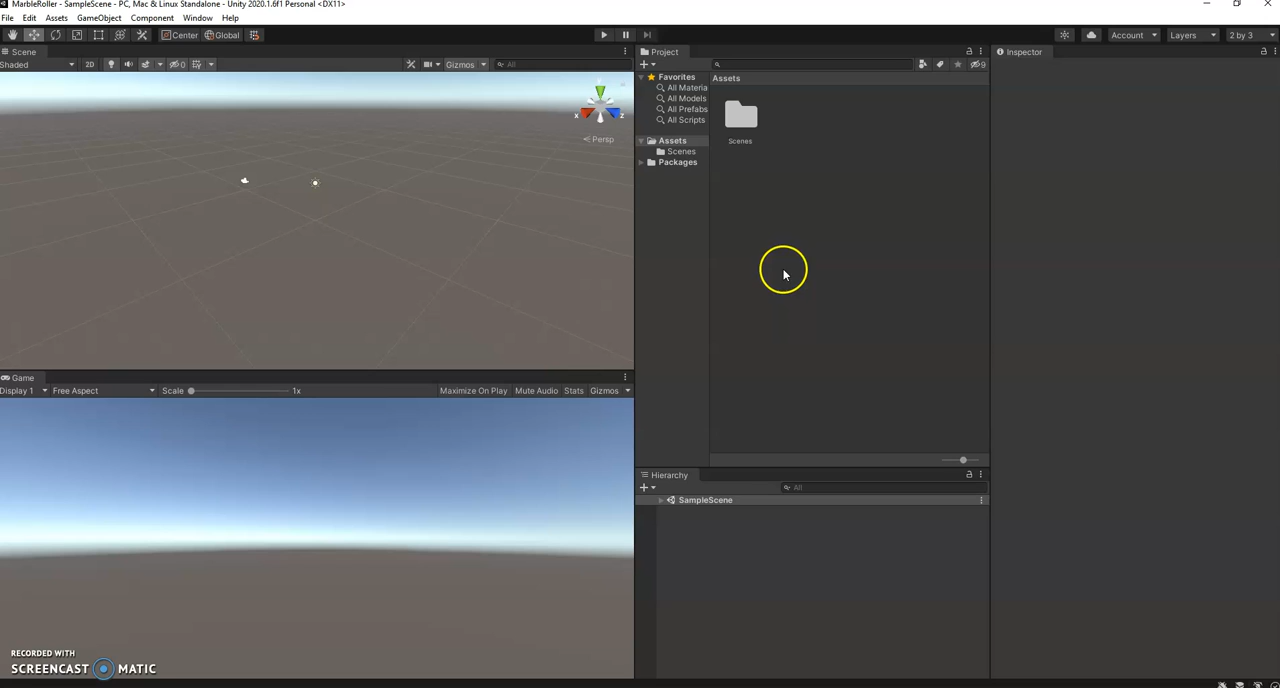 MarbleRoller - SampleScene - PC, Mac & Linux Standalone - Unity 2020.1.6f1 Personal <DX11>
File Edit Assets GameObject Component Window Help
Center Global Account Layers 2 by 3
Scene
Shaded 2D 0 Gizmos All
Y
X Z
Persp
Game
Display 1 Free Aspect Scale 1x Maximize On Play Mute Audio Stats Gizmos
RECORDED WITH
SCREENCAST MATIC
Project
9
Favorites
All Materia
All Models
All Prefabs
All Scripts
Assets
Scenes
Packages
Assets
Scenes
Hierarchy
All
SampleScene
Inspector